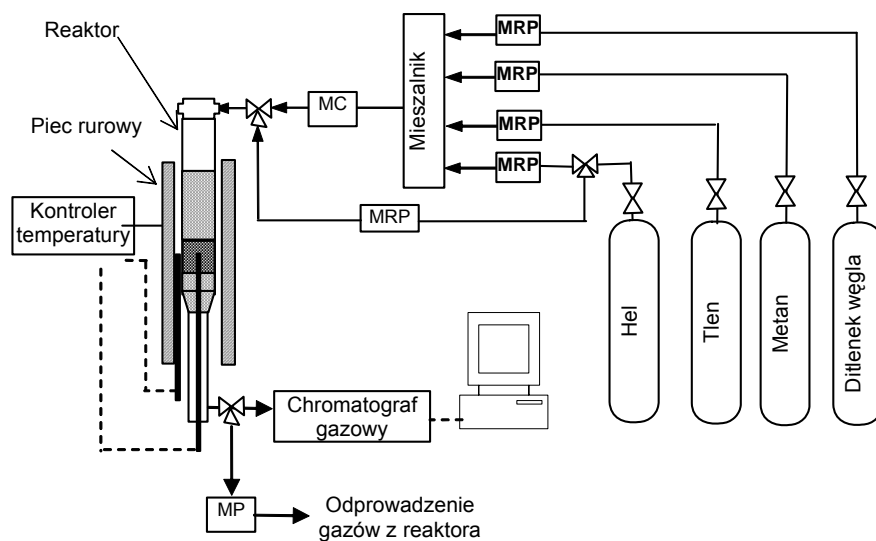 Reaktor
Piec rurowy
Kontroler
temperatury
MC
Mieszalnik
MRP
MRP
MRP
MRP
MRP
Hel
Tlen
Metan
Ditlenek węgla
Chromatograf
gazowy
MP
Odprowadzenie
gazów z reaktora